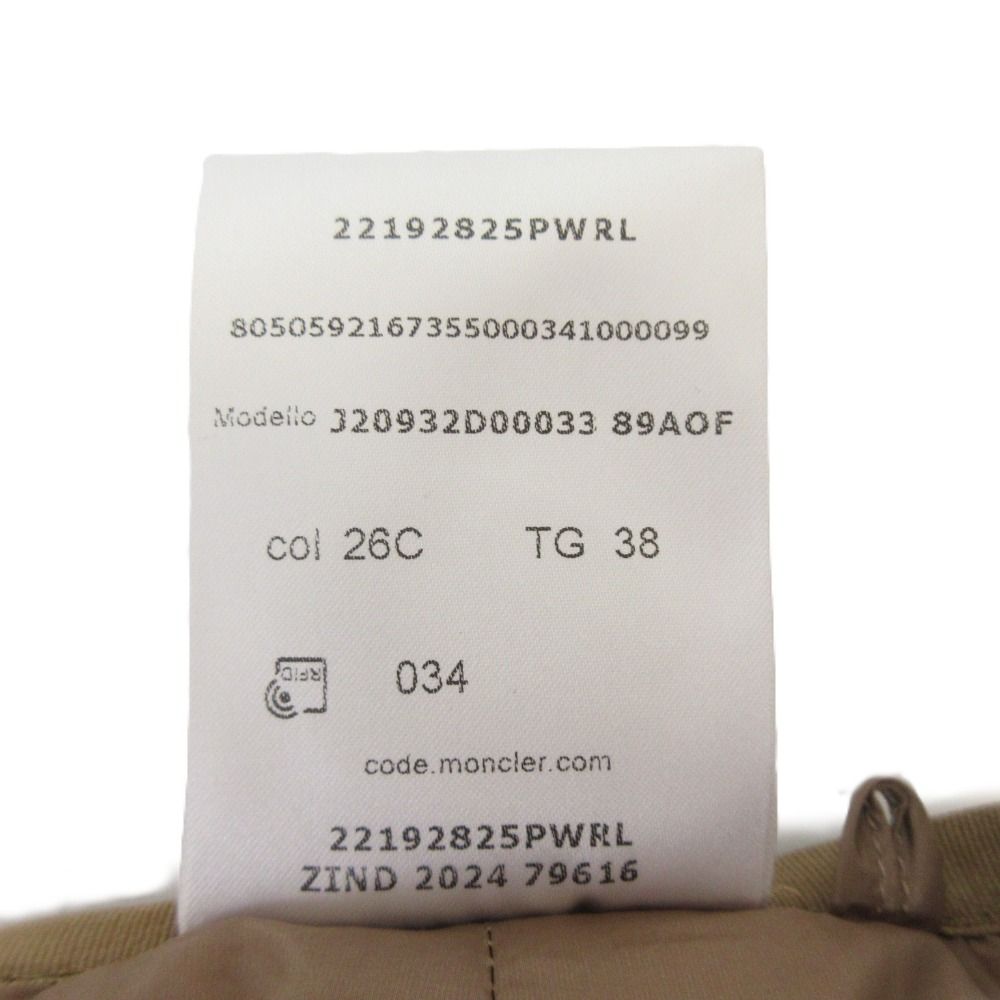 22192825PWRL
8050592167355000341000099
Modello J20932D00033 89AOF
col 26C TG 38
RFID 034
code.moncler.com
22192825PWRL
ZIND 2024 79616